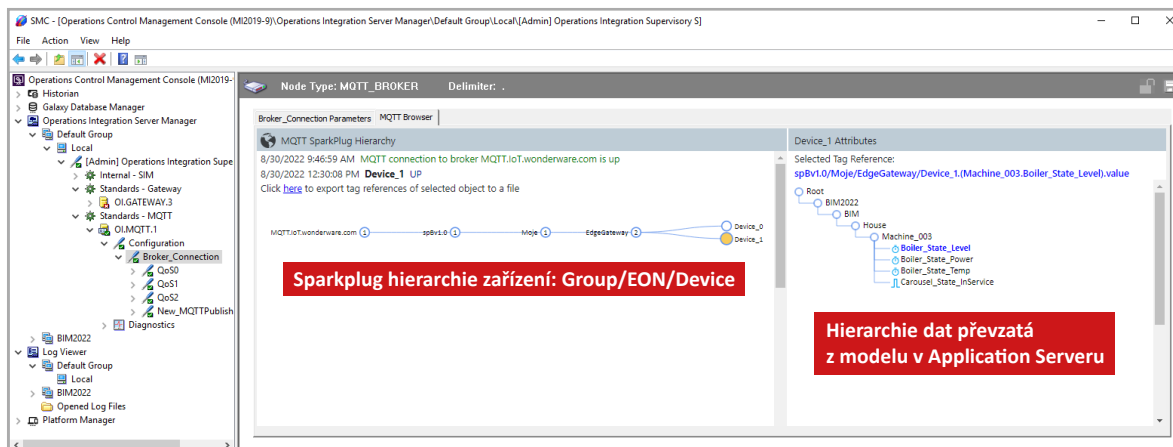 SMC - [Operations Control Management Console (MI2019-9)\Operations Integration Server Manager\Default Group\Local\[Admin] Operations Integration Supervisory S]
File Action View Help
Operations Control Management Console (MI2019-
Historian
Galaxy Database Manager
Operations Integration Server Manager
Default Group
Local
[Admin] Operations Integration Supe
Internal - SIM
Standards - Gateway
OI.GATEWAY.3
Standards - MQTT
OI.MQTT.1
Configuration
Broker_Connection
QoS0
QoS1
QoS2
New_MQTTPublish
Diagnostics
BIM2022
Log Viewer
Default Group
Local
BIM2022
Opened Log Files
Platform Manager
Node Type: MQTT_BROKER Delimiter: .
Broker_Connection Parameters MQTT Browser
MQTT SparkPlug Hierarchy
8/30/2022 9:46:59 AM MQTT connection to broker MQTT.IoT.wonderware.com is up
8/30/2022 12:30:08 PM Device_1 UP
Click here to export tag references of selected object to a file
MQTT.IoT.wonderware.com 1 spBv1.0 1 Moje 1 EdgeGateway 2
Device_0
Device_1
Sparkplug hierarchie zařízení: Group/EON/Device
Device_1 Attributes
Selected Tag Reference:
spBv1.0/Moje/EdgeGateway/Device_1.(Machine_003.Boiler_State_Level).value
Root
BIM2022
BIM
House
Machine_003
Boiler_State_Level
Boiler_State_Power
Boiler_State_Temp
Carousel_State_InService
Hierarchie dat převzatá
z modelu v Application Serveru